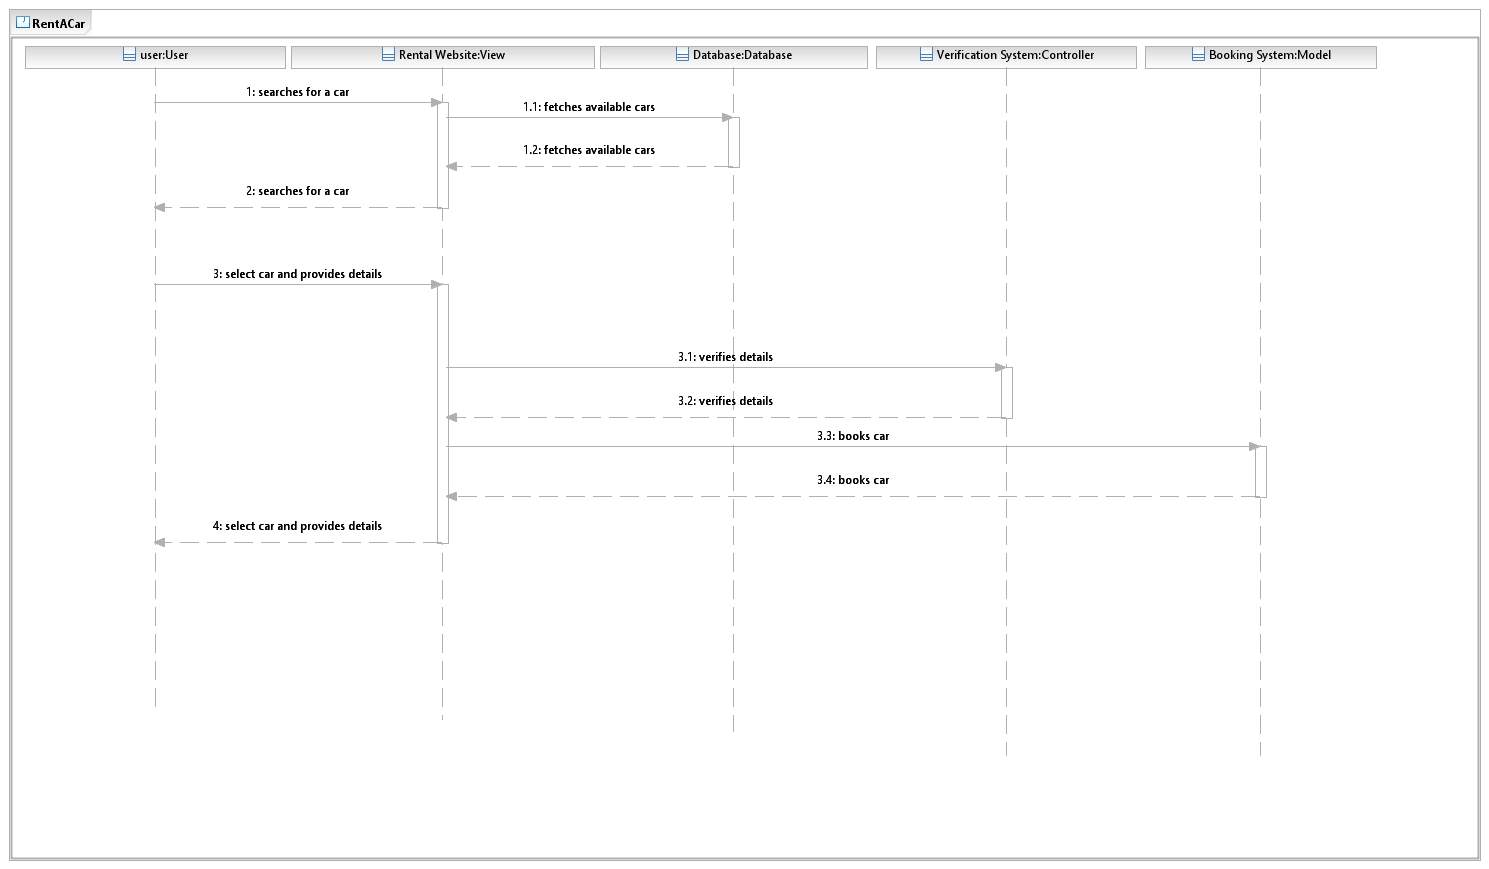 RentACar
user:User
Rental Website:View
Database:Database
Verification System:Controller
Booking System:Model
1: searches for a car
1.1: fetches available cars
1.2: fetches available cars
2: searches for a car
3: select car and provides details
3.1: verifies details
3.2: verifies details
3.3: books car
3.4: books car
4: select car and provides details